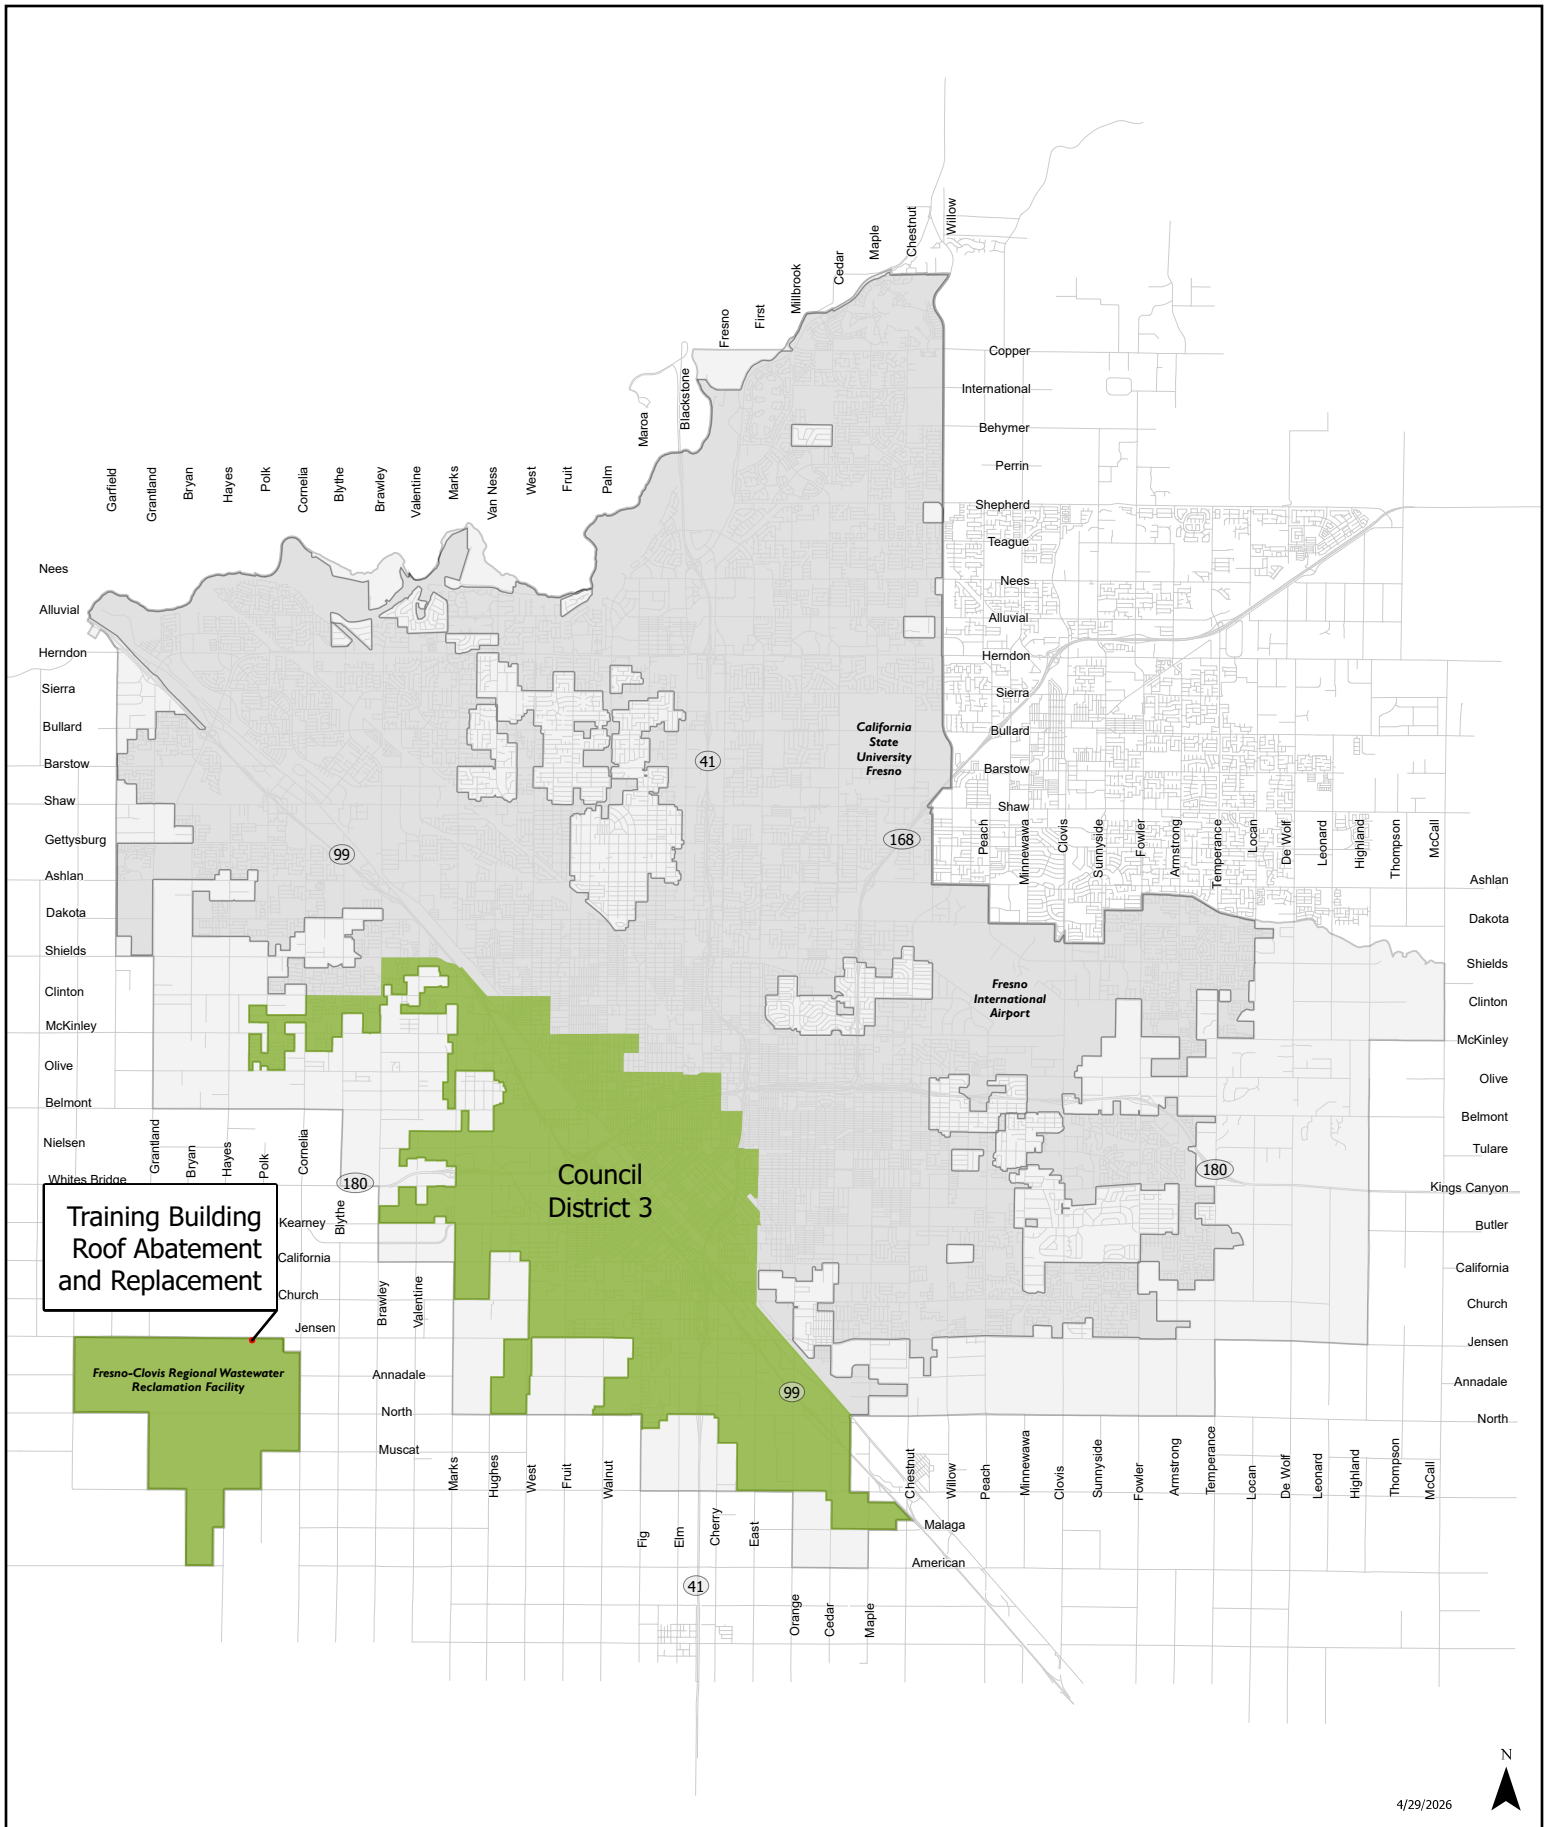 Willow
Chestnut
Maple
Cedar
Millbrook
First
Fresno
Blackstone
Maroa
Copper
International
Behymer
Perrin
Shepherd
Teague
Nees
Alluvial
Herndon
Sierra
Bullard
Barstow
Shaw
Garfield
Grantland
Bryan
Hayes
Polk
Cornelia
Blythe
Brawley
Valentine
Marks
Van Ness
West
Fruit
Palm
Nees
Alluvial
Herndon
Sierra
Bullard
Barstow
Shaw
Gettysburg
Ashlan
Dakota
Shields
Clinton
McKinley
Olive
Belmont
Nielsen
Whites Bridge
California
State
University
Fresno
41
168
99
Peach
Minnewawa
Clovis
Sunnyside
Fowler
Armstrong
Temperance
Locan
De Wolf
Leonard
Highland
Thompson
McCall
Ashlan
Dakota
Shields
Clinton
McKinley
Olive
Belmont
Tulare
Kings Canyon
Butler
California
Church
Jensen
Annadale
North
Fresno
International
Airport
180
Grantland
Bryan
Hayes
Polk
Cornelia
Blythe
180
Kearney
California
Church
Jensen
Brawley
Valentine
Annadale
North
Muscat
Council
District 3
Training Building
Roof Abatement
and Replacement
Fresno-Clovis Regional Wastewater
Reclamation Facility
99
Marks
Hughes
West
Fruit
Walnut
Fig
Elm
Cherry
East
Orange
Cedar
Maple
41
Chestnut
Willow
Peach
Minnewawa
Clovis
Sunnyside
Fowler
Armstrong
Temperance
Locan
De Wolf
Leonard
Highland
Thompson
McCall
Malaga
American
N
4/29/2026